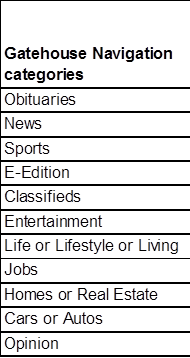 Gatehouse Navigation
categories
Obituaries
News
Sports
E-Edition
Classifieds
Entertainment
Life or Lifestyle or Living
Jobs
Homes or Real Estate
Cars or Autos
Opinion